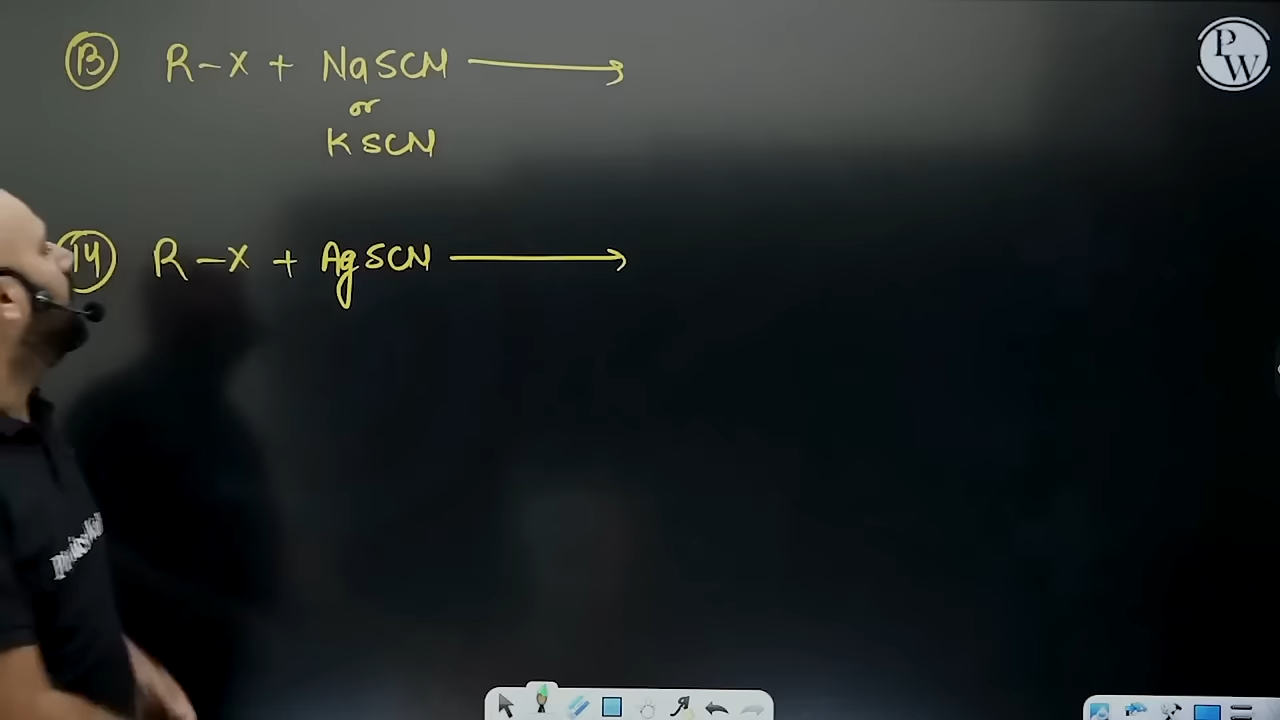 13 R-X + NaSCN ⟶
or
KSCN
14 R-X + AgSCN ⟶
PW